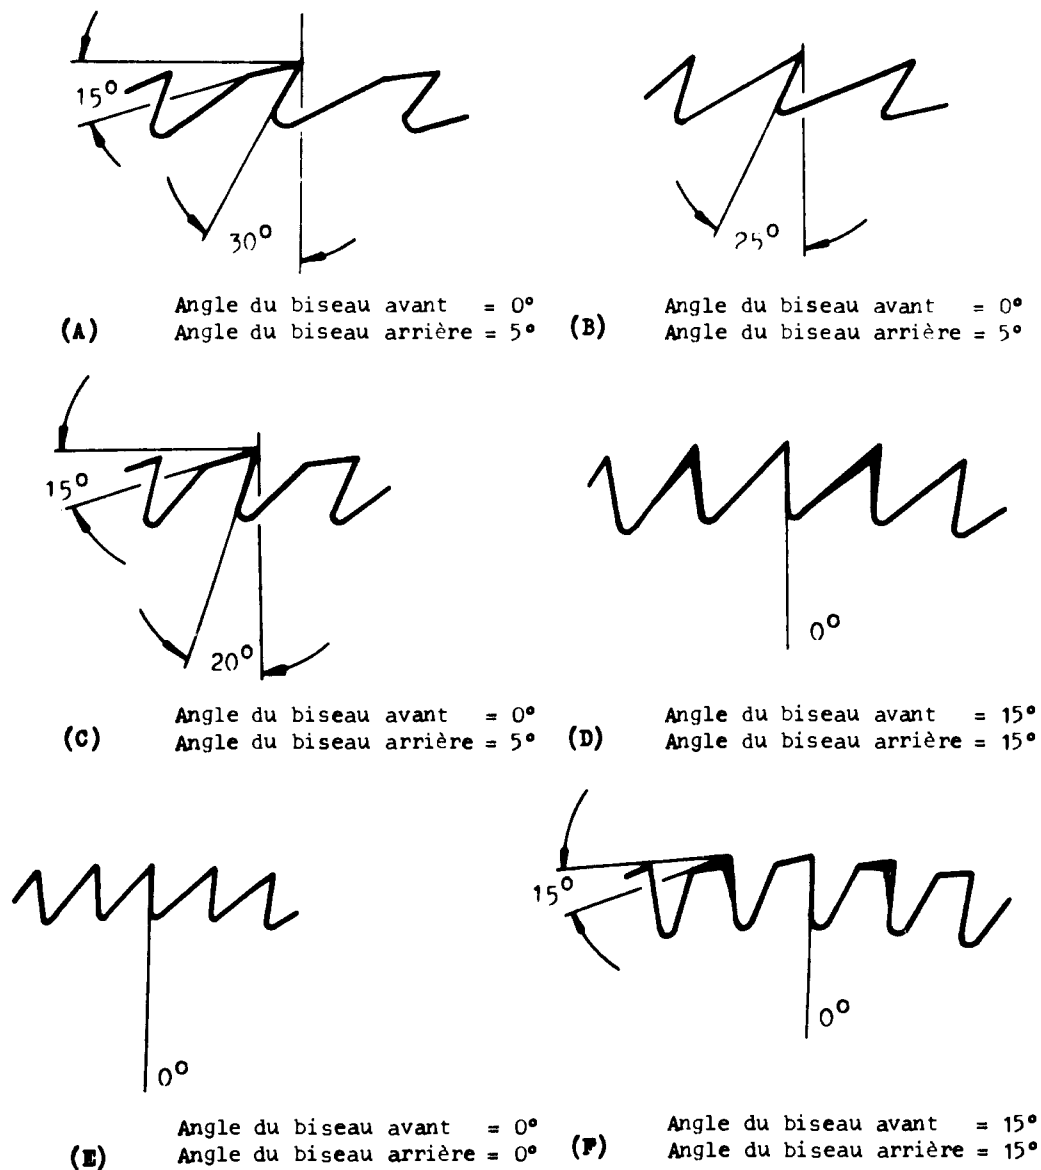 15°
30°
25°
(A) Angle du biseau avant = 0°
Angle du biseau arrière = 5°
(B) Angle du biseau avant = 0°
Angle du biseau arrière = 5°
15°
20°
0°
(C) Angle du biseau avant = 0°
Angle du biseau arrière = 5°
(D) Angle du biseau avant = 15°
Angle du biseau arrière = 15°
0°
15°
0°
(E) Angle du biseau avant = 0°
Angle du biseau arrière = 0°
(F) Angle du biseau avant = 15°
Angle du biseau arrière = 15°